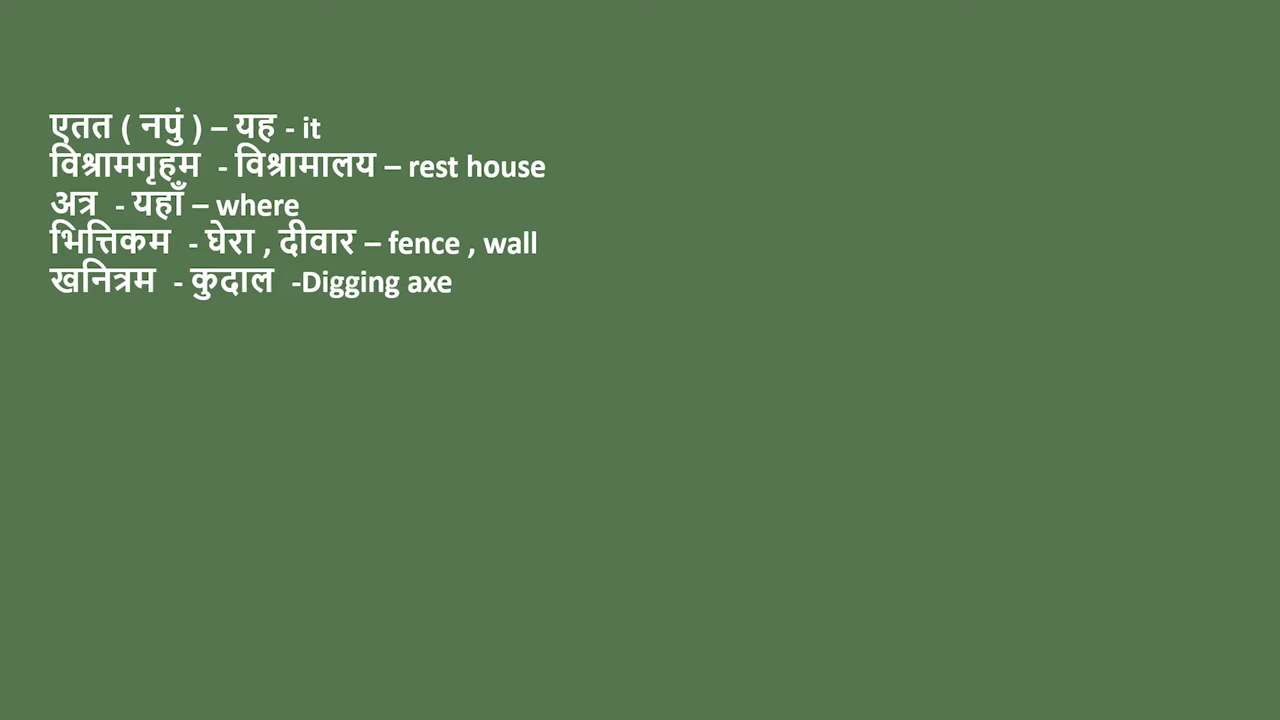 एतत ( नपुं ) – यह - it
विश्रामगृहम - विश्रामालय – rest house
अत्र - यहाँ – where
भित्तिकम - घेरा , दीवार – fence , wall
खनित्रम - कुदाल -Digging axe